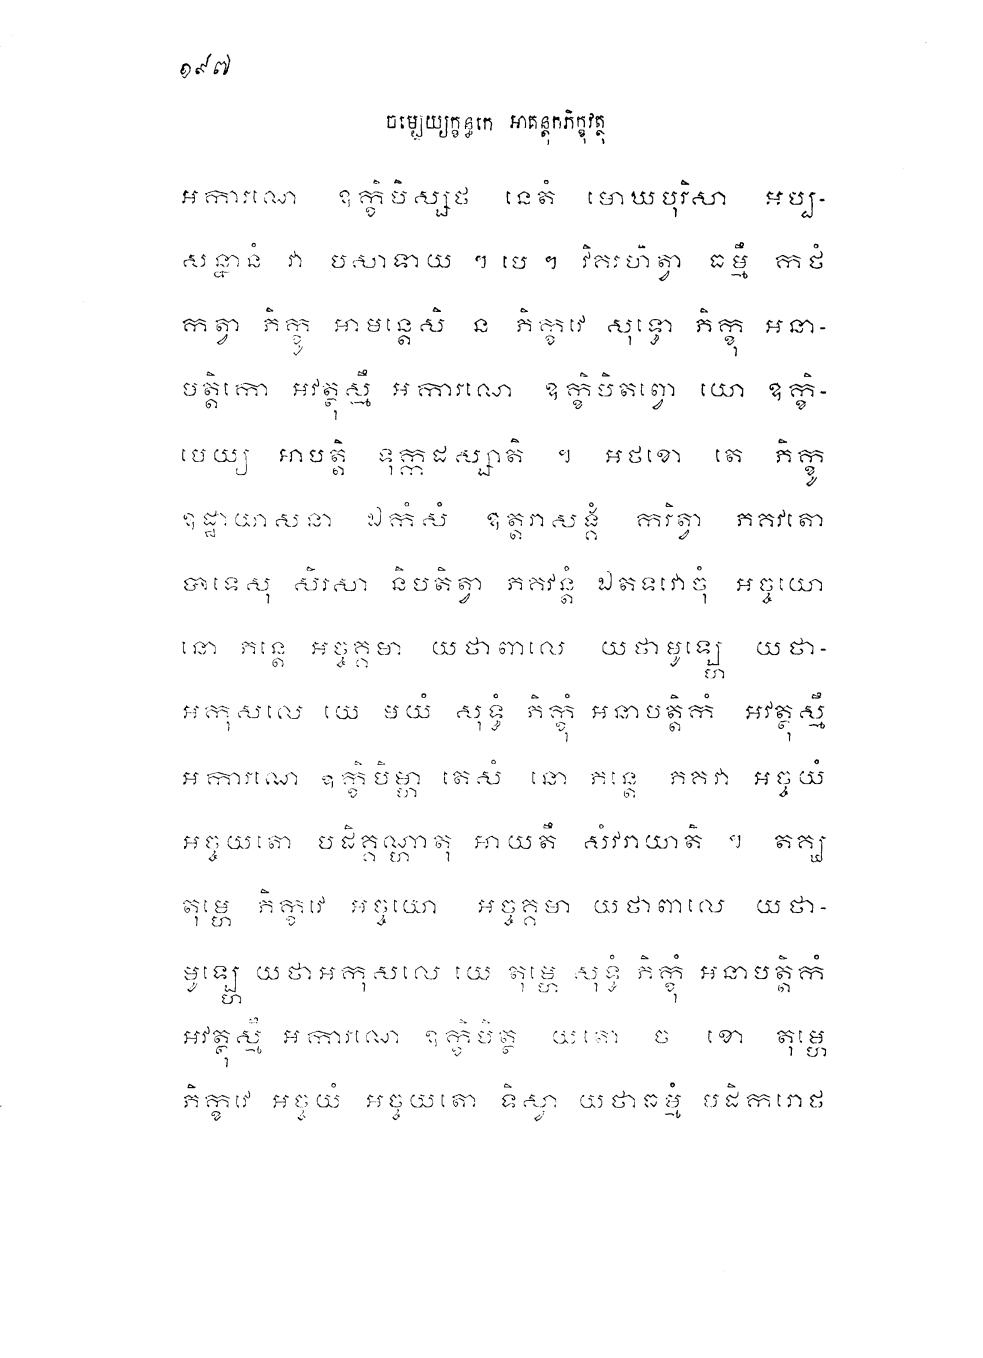 ១៩៧
ចម្បេយ្យក្ខន្ធកេ អាគន្តុកភិក្ខុវត្ថុ
អការណេ ឧក្ខិបិស្សថ នេតំ មោឃបុរិសា អប្ប-
សន្នានំ វា បសាទាយ ។ បេ ។ វិគរហិត្វា ធម្មឹ កថំ
កត្វា ភិក្ខូ អាមន្តេសិ ន ភិក្ខវេ សុទ្ធោ ភិក្ខុ អនា-
បត្តិកោ អវត្ថុស្មឹ អការណេ ឧក្ខិបិតព្វោ យោ ឧក្ខិ-
បេយ្យ អាបត្តិ ទុក្កដស្សាតិ ។ អថខោ តេ ភិក្ខូ
ឧដ្ឋាយាសនា ឯកំសំ ឧត្តរាសង្គំ ករិត្វា ភគវតោ
បាទេសុ សិរសា និបតិត្វា ភគវន្តំ ឯតទវោចុំ អច្ចយោ
នោ ភន្តេ អច្ចគ្គមា យថាពាលេ យថាមូឡ្ហេ យថា-
អកុសលេ យេ មយំ សុទ្ធំ ភិក្ខុំ អនាបត្តិកំ អវត្ថុស្មឹ
អការណេ ឧក្ខិបិម្ហា តេសំ នោ ភន្តេ ភគវា អច្ចយំ
អច្ចយតោ បដិគ្គណ្ហាតុ អាយតឹ សំវរាយាតិ ។ តគ្ឃ
តុម្ហេ ភិក្ខវេ អច្ចយោ អច្ចគ្គមា យថាពាលេ យថា-
មូឡ្ហេ យថាអកុសលេ យេ តុម្ហេ សុទ្ធំ ភិក្ខុំ អនាបត្តិកំ
អវត្ថុស្មឹ អការណេ ឧក្ខិបិត្ថ យតោ ច ខោ តុម្ហេ
ភិក្ខវេ អច្ចយំ អច្ចយតោ ទិស្វា យថាធម្មំ បដិករោថ